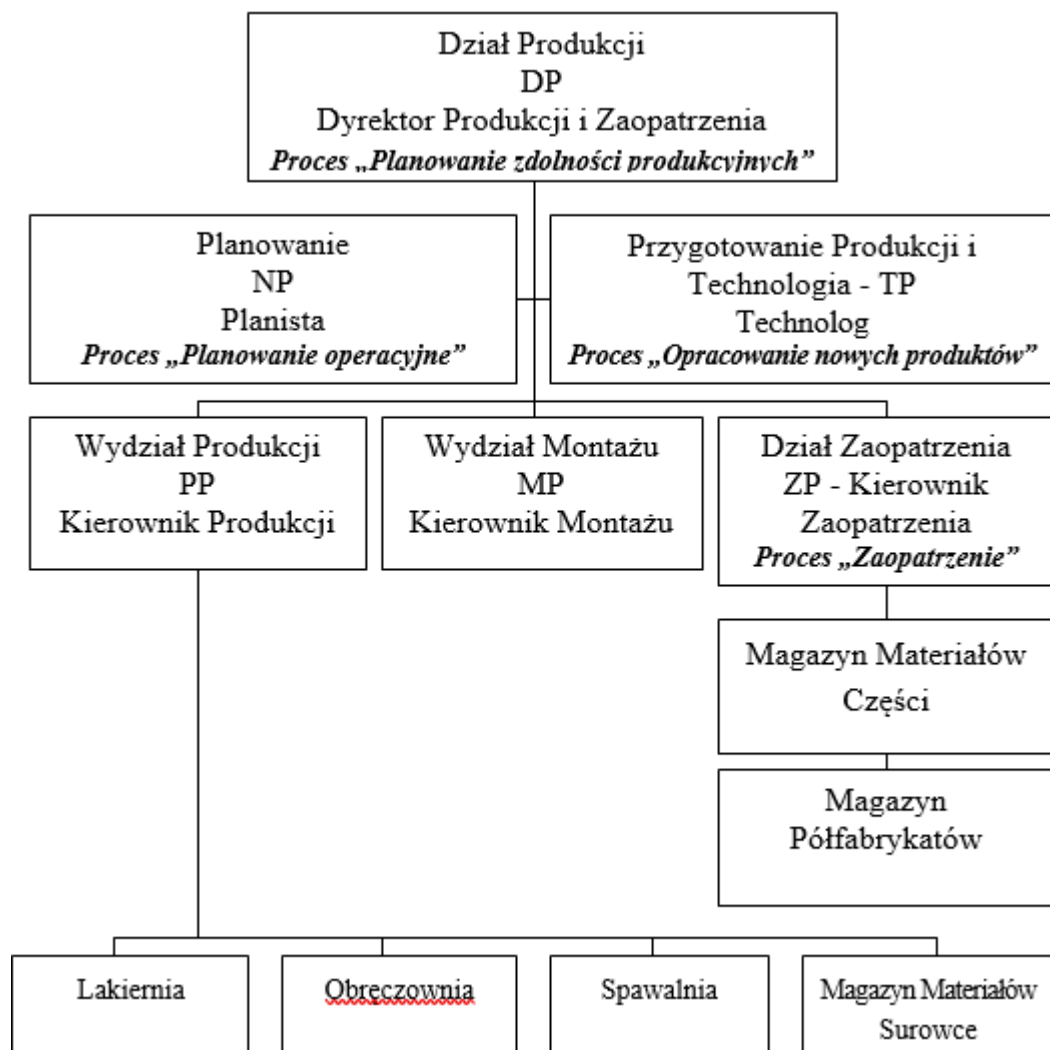 Dział Produkcji
DP
Dyrektor Produkcji i Zaopatrzenia
Proces „Planowanie zdolności produkcyjnych”
Planowanie
NP
Planista
Proces „Planowanie operacyjne”
Przygotowanie Produkcji i
Technologia - TP
Technolog
Proces „Opracowanie nowych produktów”
Wydział Produkcji
PP
Kierownik Produkcji
Wydział Montażu
MP
Kierownik Montażu
Dział Zaopatrzenia
ZP - Kierownik
Zaopatrzenia
Proces „Zaopatrzenie”
Magazyn Materiałów
Części
Magazyn
Półfabrykatów
Lakiernia
Obręczownia
Spawalnia
Magazyn Materiałów
Surowce